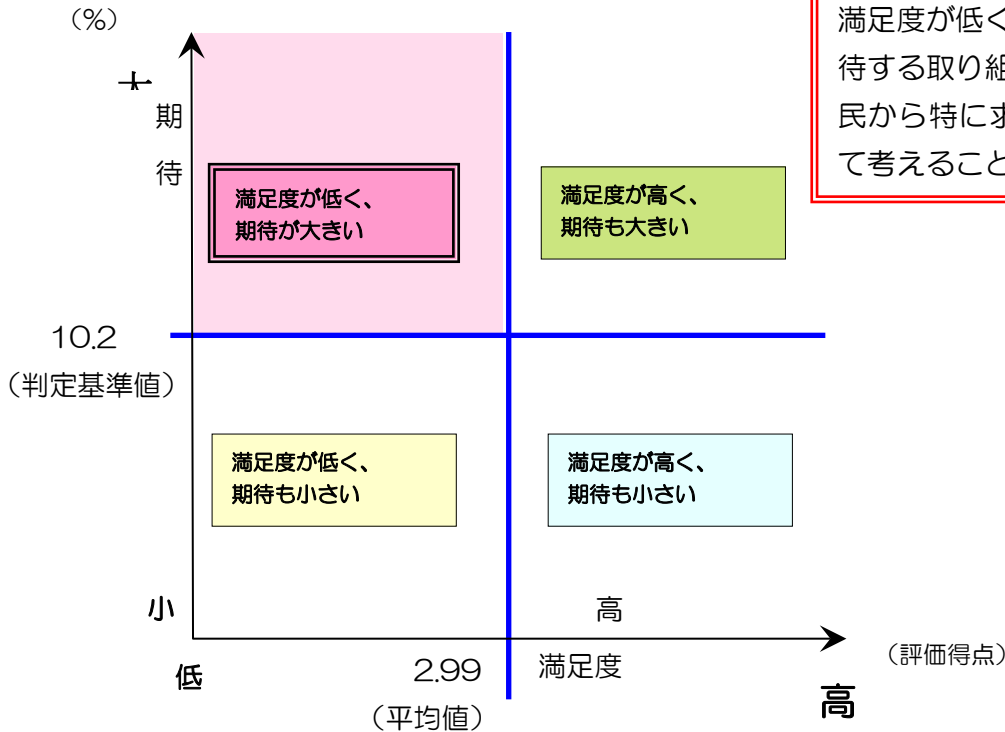 （%）
満足度が低く
待する取り組
民から特に求
て考えること
期
待
満足度が低く、
期待が大きい
満足度が高く、
期待も大きい
10.2
（判定基準値）
満足度が低く、
期待も小さい
満足度が高く、
期待も小さい
小
高
低
2.99
（平均値）
満足度
（評価得点）
高